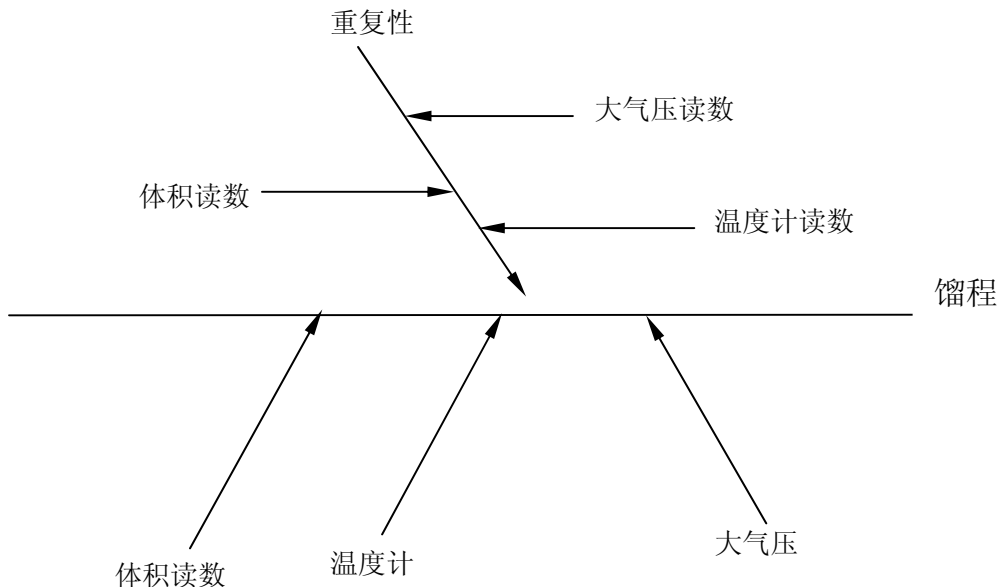 重复性
大气压读数
体积读数
温度计读数
馏程
大气压
温度计
体积读数